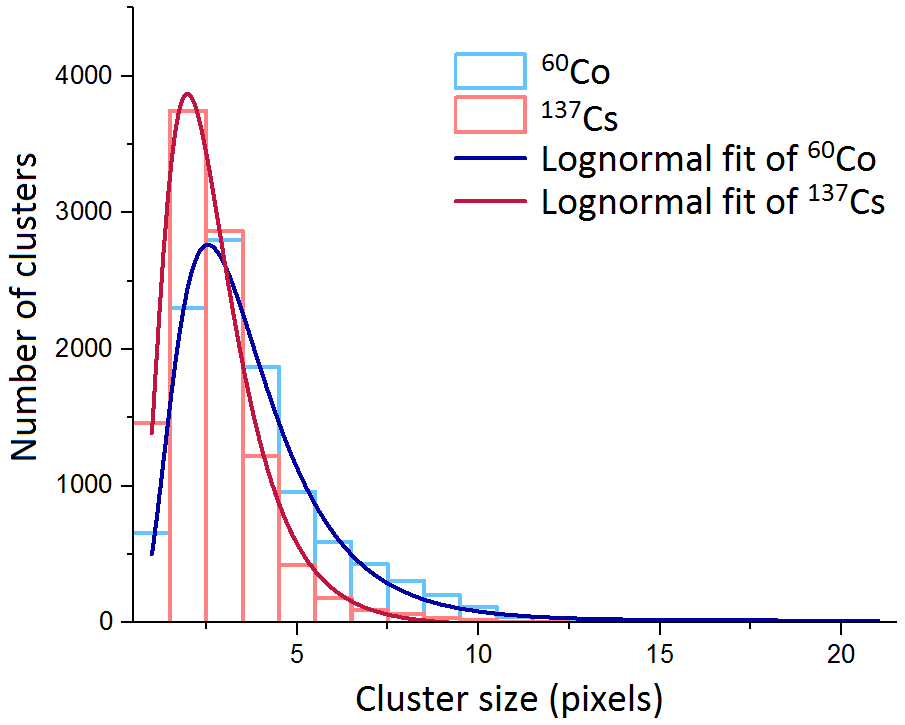 ⁶⁰Co
¹³⁷Cs
Lognormal fit of ⁶⁰Co
Lognormal fit of ¹³⁷Cs
Number of clusters
4000
3000
2000
1000
0
5 10 15 20
Cluster size (pixels)